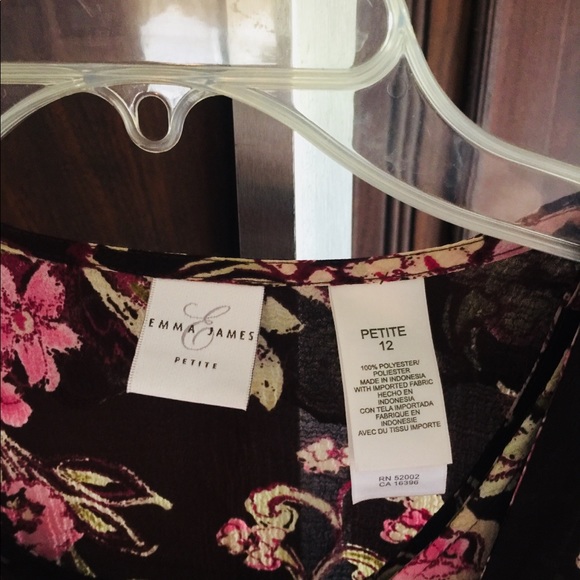 E
EMMA JAMES
PETITE
PETITE
12
100% POLYESTER/
POLIESTER
MADE IN INDONESIA
WITH IMPORTED FABRIC
HECHO EN
INDONESIA
CON TELA IMPORTADA
FABRIQUE EN
INDONESIE
AVEC DU TISSU IMPORTE
RN 52002
CA 16396